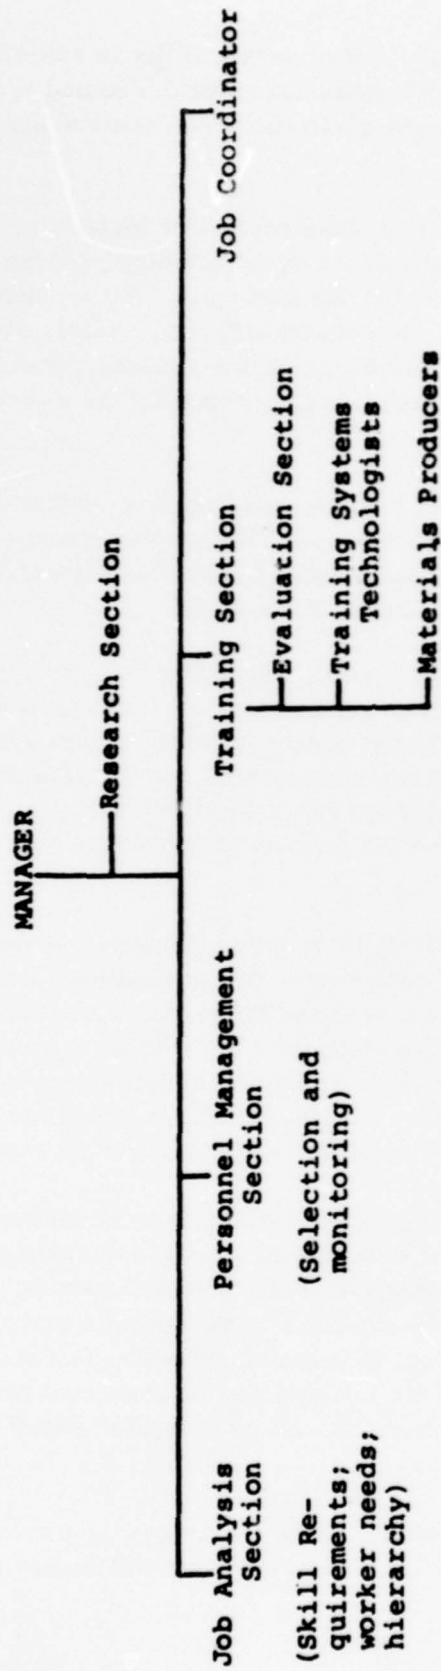 MANAGER
Research Section
Job Analysis
Section
(Skill Re-
quirements;
worker needs;
hierarchy)
Personnel Management
Section
(Selection and
monitoring)
Training Section
Evaluation Section
Training Systems
Technologists
Materials Producers
Job Coordinator